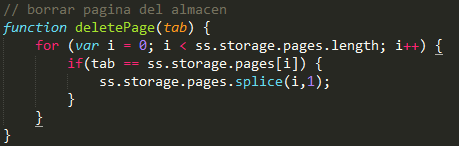 // borrar pagina del almacen
function deletePage(tab) {
    for (var i = 0; i < ss.storage.pages.length; i++) {
        if(tab == ss.storage.pages[i]) {
            ss.storage.pages.splice(i,1);
        }
    }
}